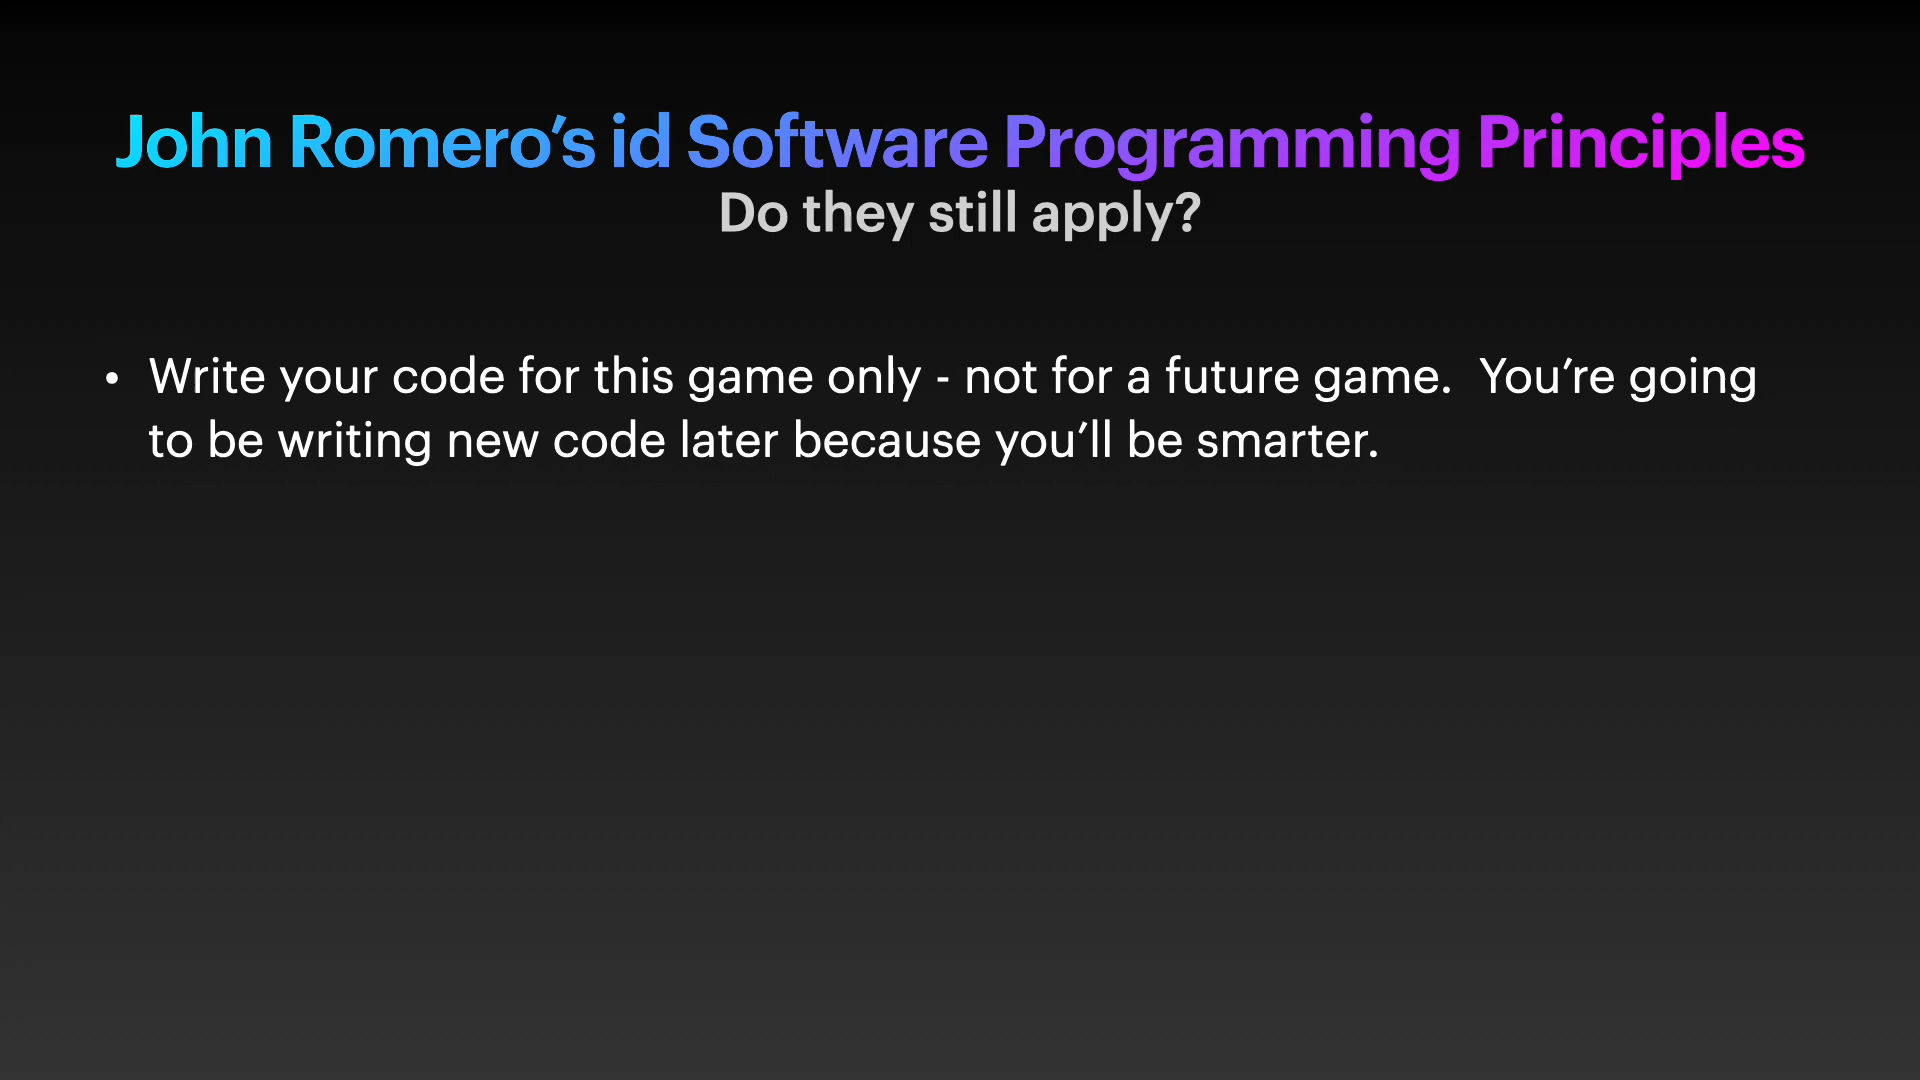 John Romero’s id Software Programming Principles
Do they still apply?
• Write your code for this game only - not for a future game.  You’re going
to be writing new code later because you’ll be smarter.